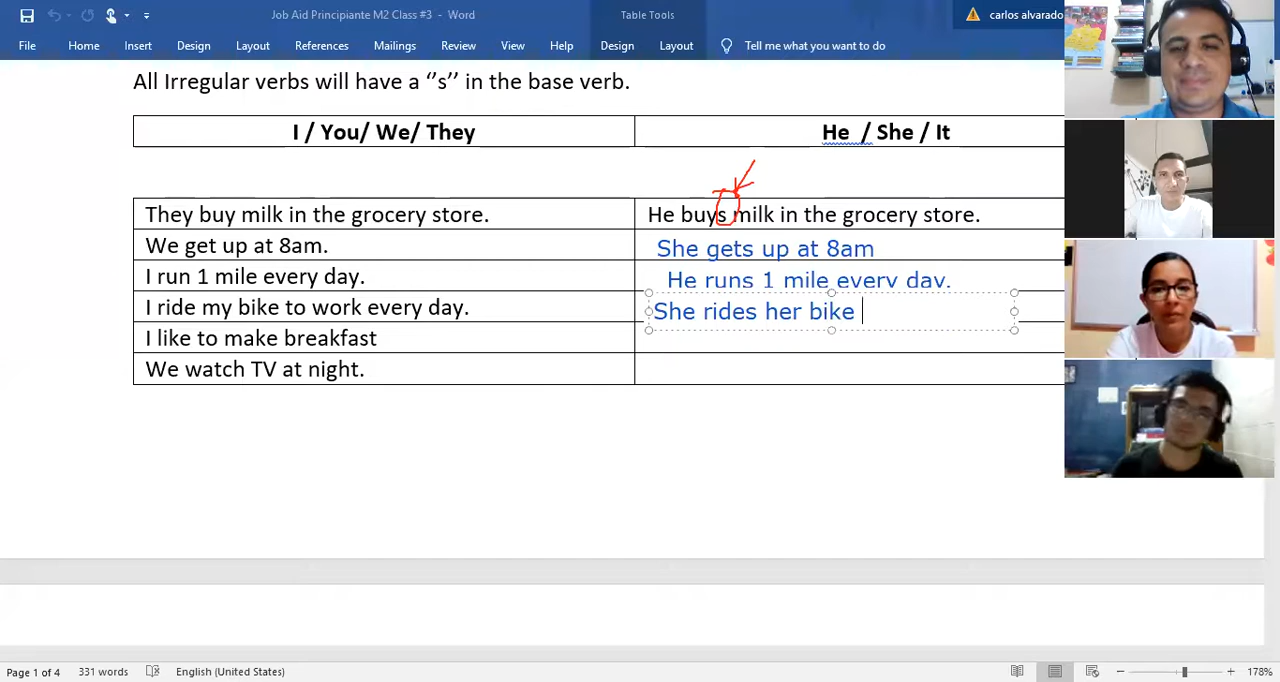 Job Aid Principiante M2 Class #3 - Word
Table Tools
carlos alvarado
File Home Insert Design Layout References Mailings Review View Help Design Layout Tell me what you want to do
All Irregular verbs will have a ‘’s’’ in the base verb.
I / You/ We/ They He / She / It
They buy milk in the grocery store. He buys milk in the grocery store.
We get up at 8am. She gets up at 8am
I run 1 mile every day. He runs 1 mile every day.
I ride my bike to work every day. She rides her bike
I like to make breakfast
We watch TV at night.
Page 1 of 4 331 words English (United States) 178%